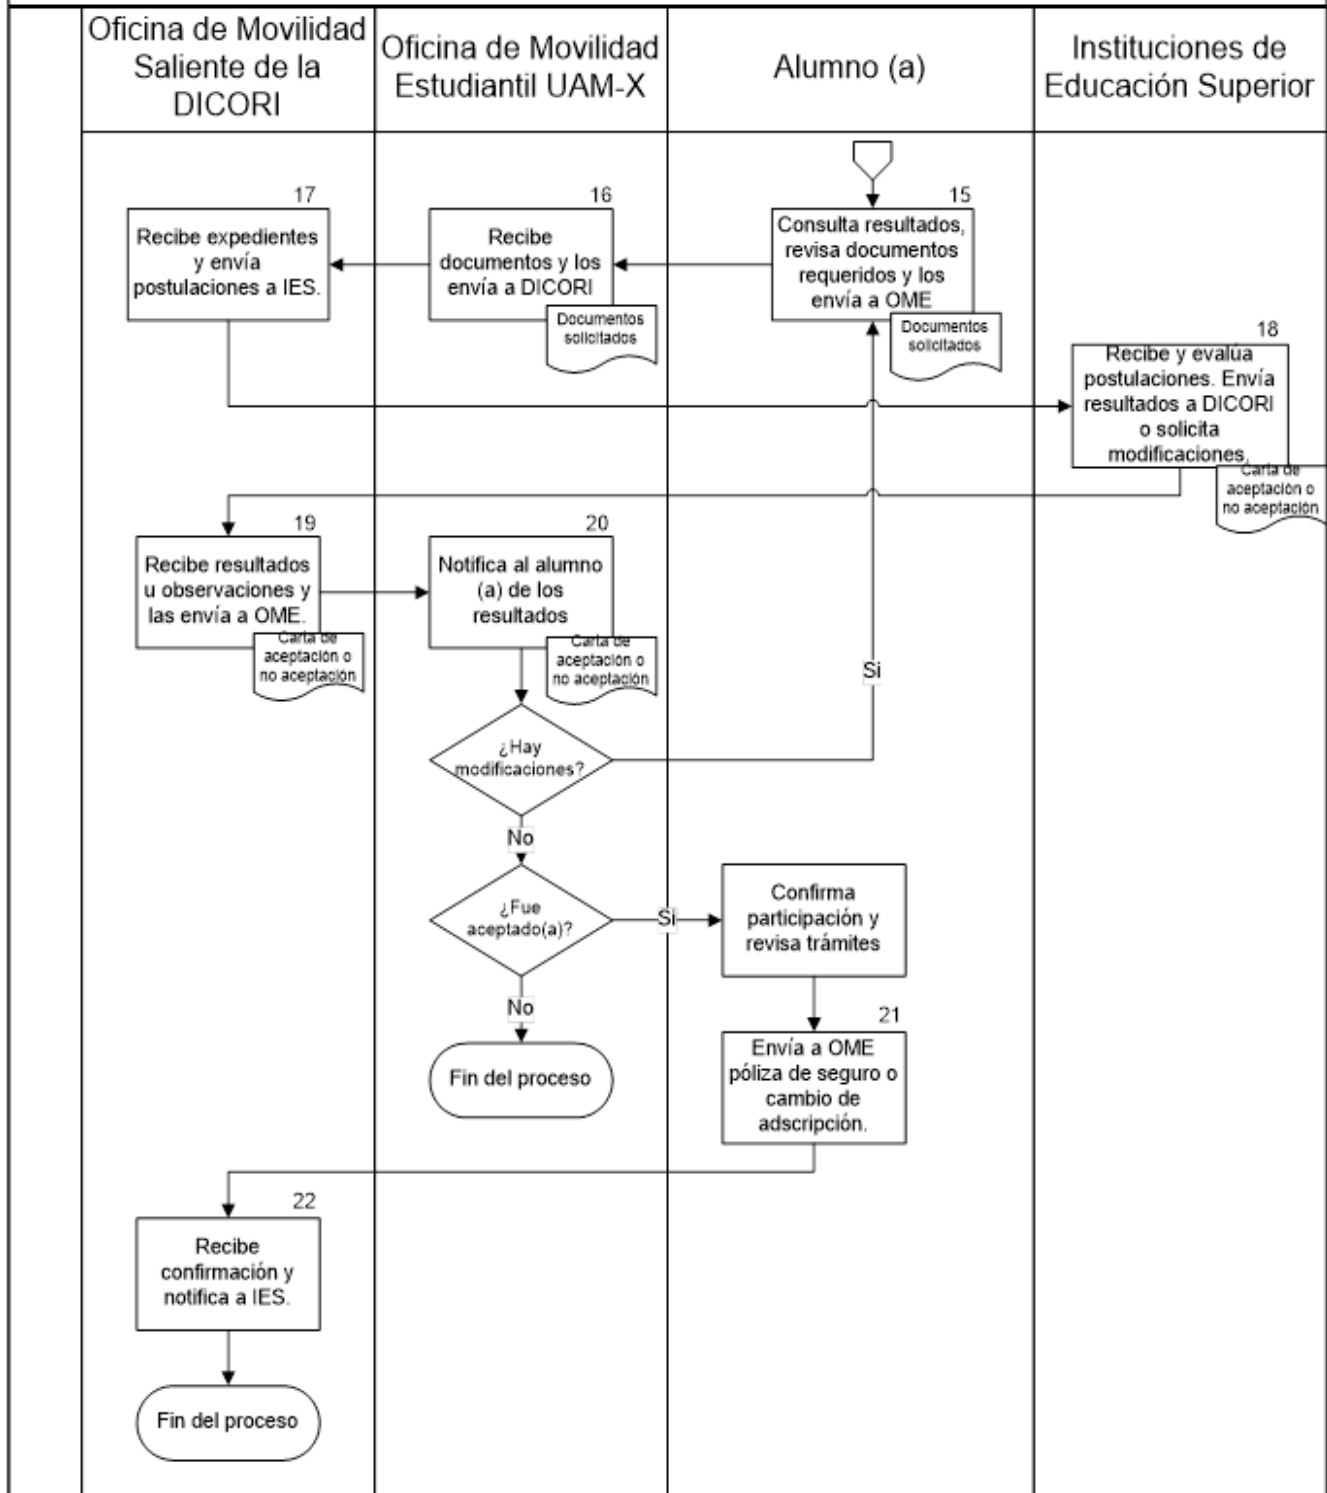 Oficina de Movilidad
Saliente de la
DICORI
Oficina de Movilidad
Estudiantil UAM-X
Alumno (a)
Instituciones de
Educación Superior
17
Recibe expedientes
y envía
postulaciones a IES.
16
Recibe
documentos y los
envía a DICORI
Documentos
solicitados
15
Consulta resultados,
revisa documentos
requeridos y los
envía a OME
Documentos
solicitados
18
Recibe y evalúa
postulaciones. Envía
resultados a DICORI
o solicita
modificaciones.
Carta de
aceptación o
no aceptación
19
Recibe resultados
u observaciones y
las envía a OME.
Carta de
aceptación o
no aceptación
20
Notifica al alumno
(a) de los
resultados
Carta de
aceptación o
no aceptación
Si
¿Hay
modificaciones?
No
¿Fue
aceptado(a)?
Si
Confirma
participación y
revisa trámites
No
Fin del proceso
21
Envía a OME
póliza de seguro o
cambio de
adscripción.
22
Recibe
confirmación y
notifica a IES.
Fin del proceso